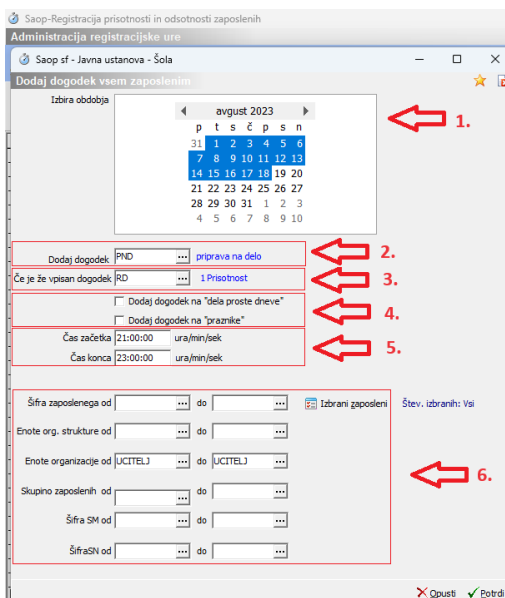 Saop-Registracija prisotnosti in odsotnosti zaposlenih
Administracija registracijske ure
Saop sf - Javna ustanova - Šola
Dodaj dogodek vsem zaposlenim
Izbira obdobja
avgust 2023
p t s č p s n
31 1 2 3 4 5 6
7 8 9 10 11 12 13
14 15 16 17 18 19 20
21 22 23 24 25 26 27
28 29 30 31 1 2 3
4 5 6 7 8 9 10
1.
Dodaj dogodek PND ... priprava na delo
2.
Če je že vpisan dogodek RD ... 1 Prisotnost
3.
Dodaj dogodek na "dela proste dneve"
Dodaj dogodek na "praznike"
4.
Čas začetka 21:00:00 ura/min/sek
Čas konca 23:00:00 ura/min/sek
5.
Šifra zaposlenega od ... do ... Izbrani zaposleni Štev. izbranih: Vsi
Enote org. strukture od ... do ...
Enote organizacije od UCITELJ ... do UCITELJ ...
6.
Skupino zaposlenih od ... do ...
Šifra SM od ... do ...
ŠifraSN od ... do ...
Opusti Potrdi